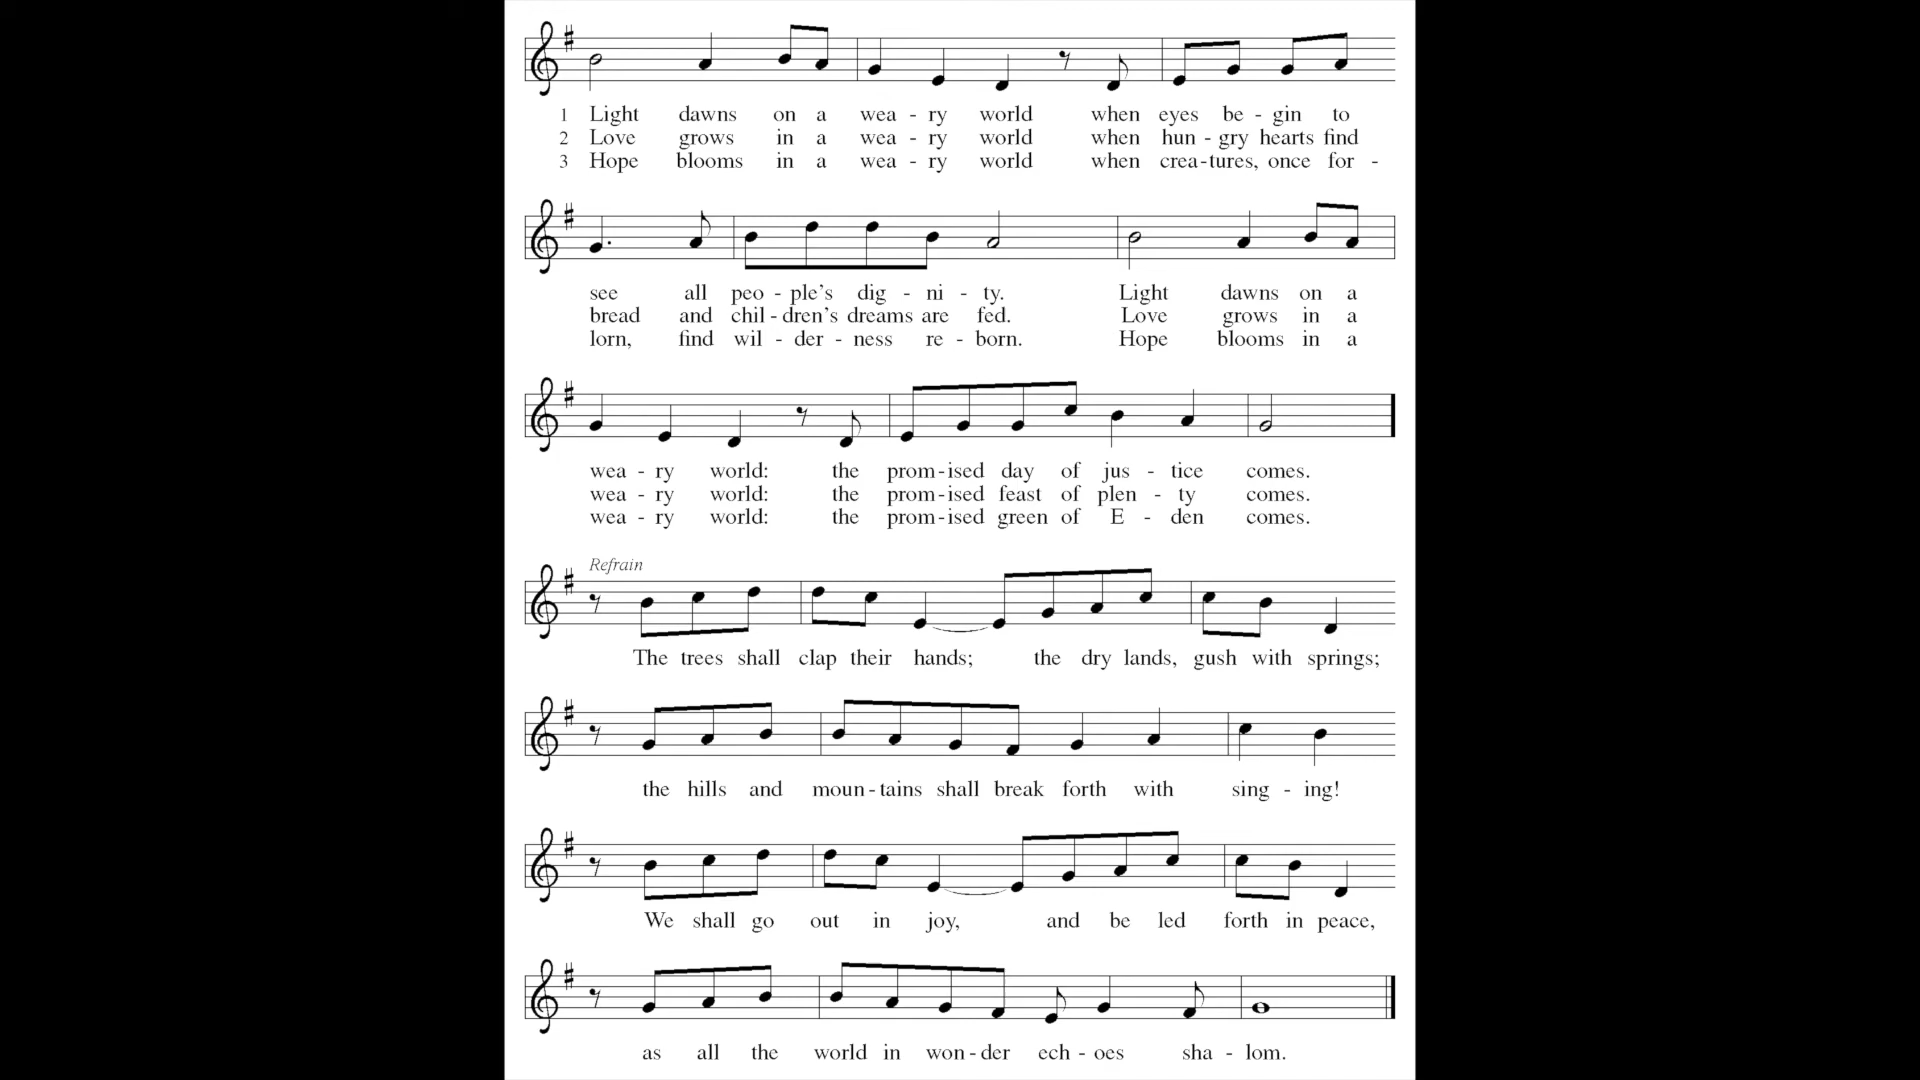 1 Light dawns on a wea - ry world when eyes be - gin to
2 Love grows in a wea - ry world when hun - gry hearts find
3 Hope blooms in a wea - ry world when crea - tures, once for -
see all peo - ple's dig - ni - ty. Light dawns on a
bread and chil - dren's dreams are fed. Love grows in a
lorn, find wil - der - ness re - born. Hope blooms in a
wea - ry world: the prom - ised day of jus - tice comes.
wea - ry world: the prom - ised feast of plen - ty comes.
wea - ry world: the prom - ised green of E - den comes.
Refrain
The trees shall clap their hands; the dry lands, gush with springs;
the hills and moun - tains shall break forth with sing - ing!
We shall go out in joy, and be led forth in peace,
as all the world in won - der ech - oes sha - lom.